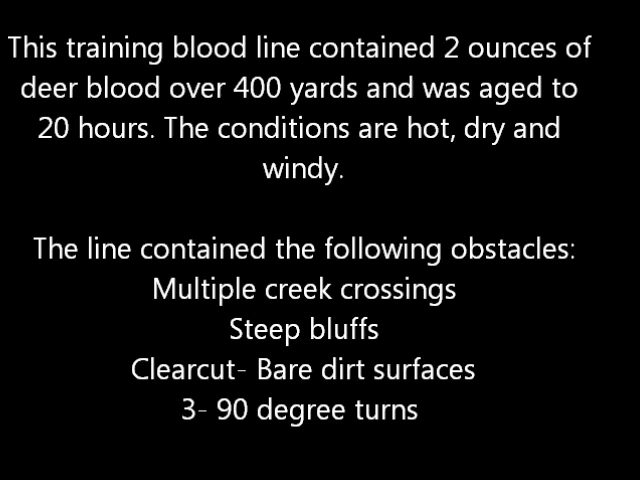 This training blood line contained 2 ounces of
deer blood over 400 yards and was aged to
20 hours. The conditions are hot, dry and
windy.
The line contained the following obstacles:
Multiple creek crossings
Steep bluffs
Clearcut- Bare dirt surfaces
3- 90 degree turns